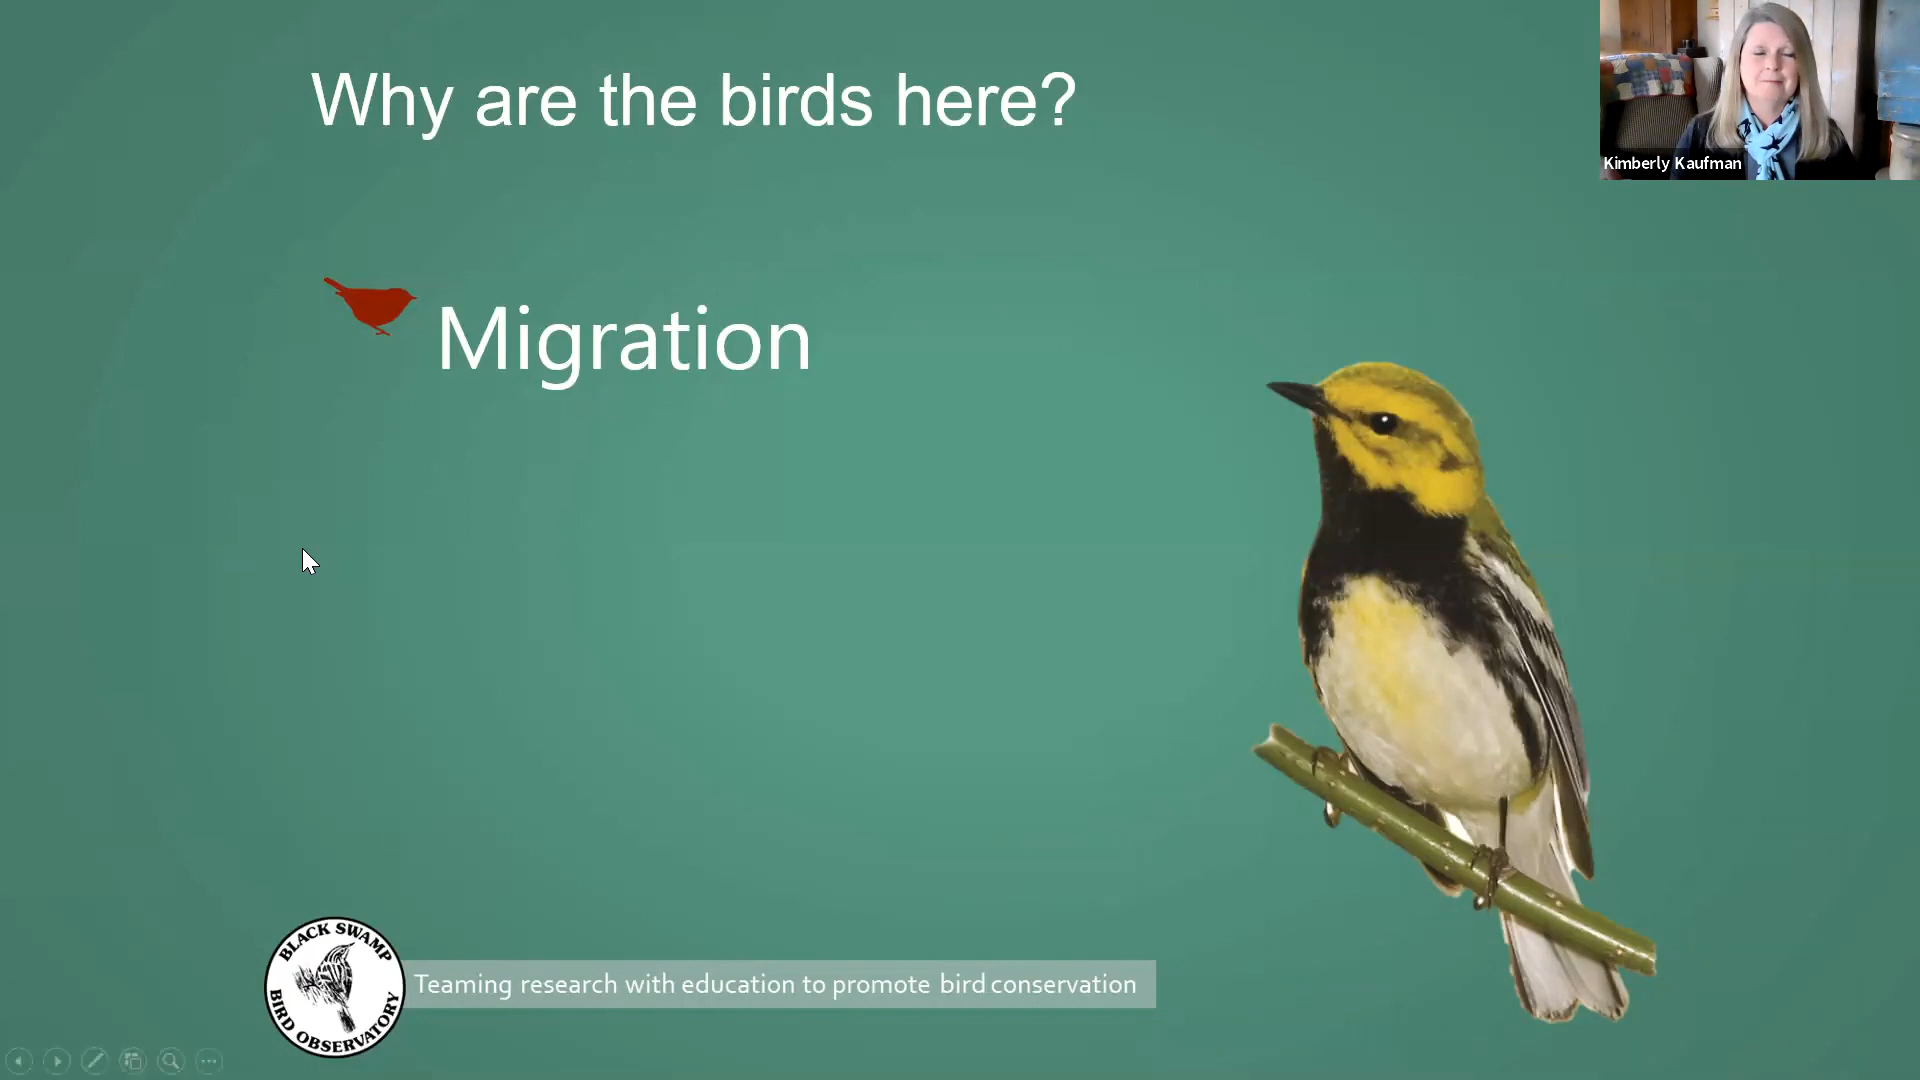 Why are the birds here?
Kimberly Kaufman
Migration
BLACK SWAMP
BIRD OBSERVATORY
Teaming research with education to promote bird conservation